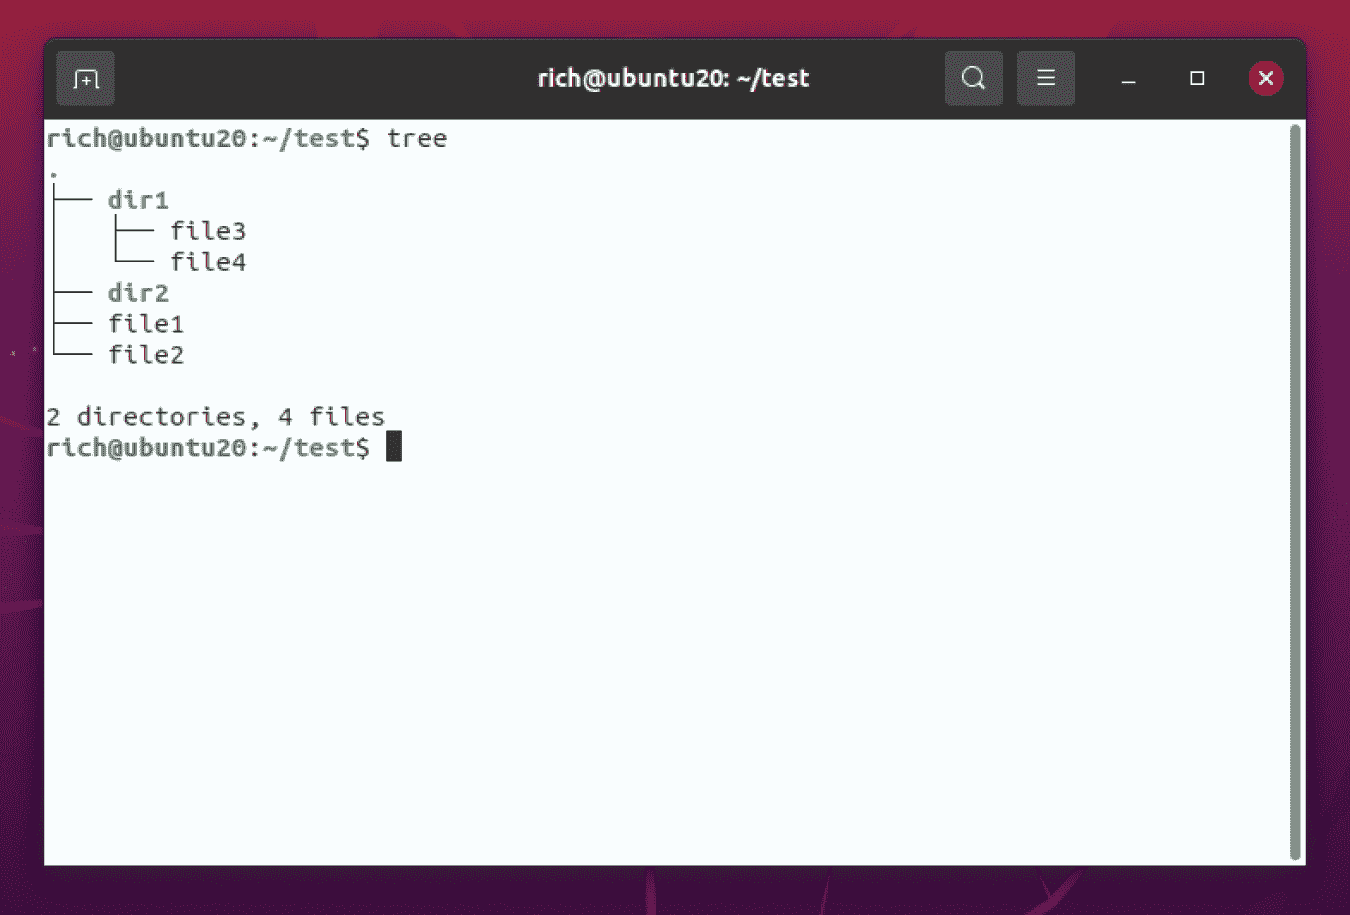 rich@ubuntu20: ~/test
rich@ubuntu20:~/test$ tree
.
├── dir1
│   ├── file3
│   └── file4
├── dir2
├── file1
└── file2
2 directories, 4 files
rich@ubuntu20:~/test$